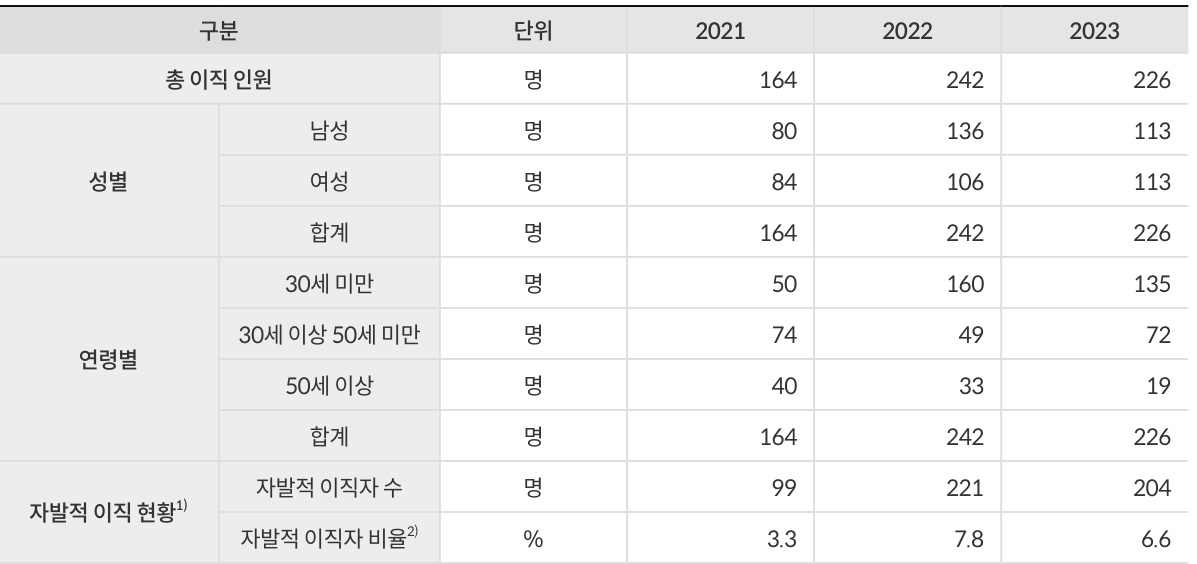 구분 단위 2021 2022 2023
총 이직 인원 명 164 242 226
성별 남성 명 80 136 113
여성 명 84 106 113
합계 명 164 242 226
연령별 30세 미만 명 50 160 135
30세 이상 50세 미만 명 74 49 72
50세 이상 명 40 33 19
합계 명 164 242 226
자발적 이직 현황1) 자발적 이직자 수 명 99 221 204
자발적 이직자 비율2) % 3.3 7.8 6.6